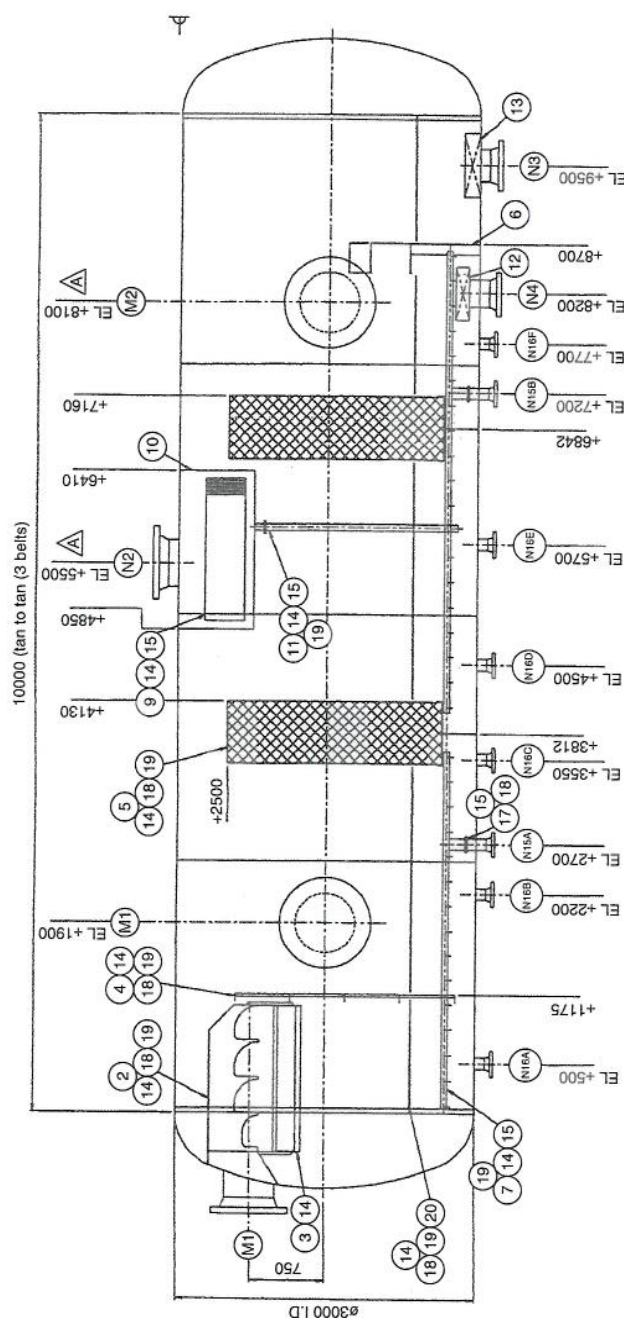 10000 (tan to tan (3 belts)
ø3000 I.D
750
M1
2
14
18
19
3
14
4
14
18
19
EL +1900
M1
5
14
18
19
+2500
+4130
9
14
15
+4850
EL +5500
A
N2
+6410
10
11
14
15
19
+7160
EL +8100
A
M2
14
18
19
20
7
14
15
19
EL +500
N16A
+1175
EL +2200
N16B
EL +2700
N15A
17
15
18
EL +3550
N16C
+3812
EL +4500
N16D
EL +5700
N16E
+6842
EL +7200
N15B
EL +7700
N16F
EL +8200
N4
12
+8700
6
EL +9500
N3
13